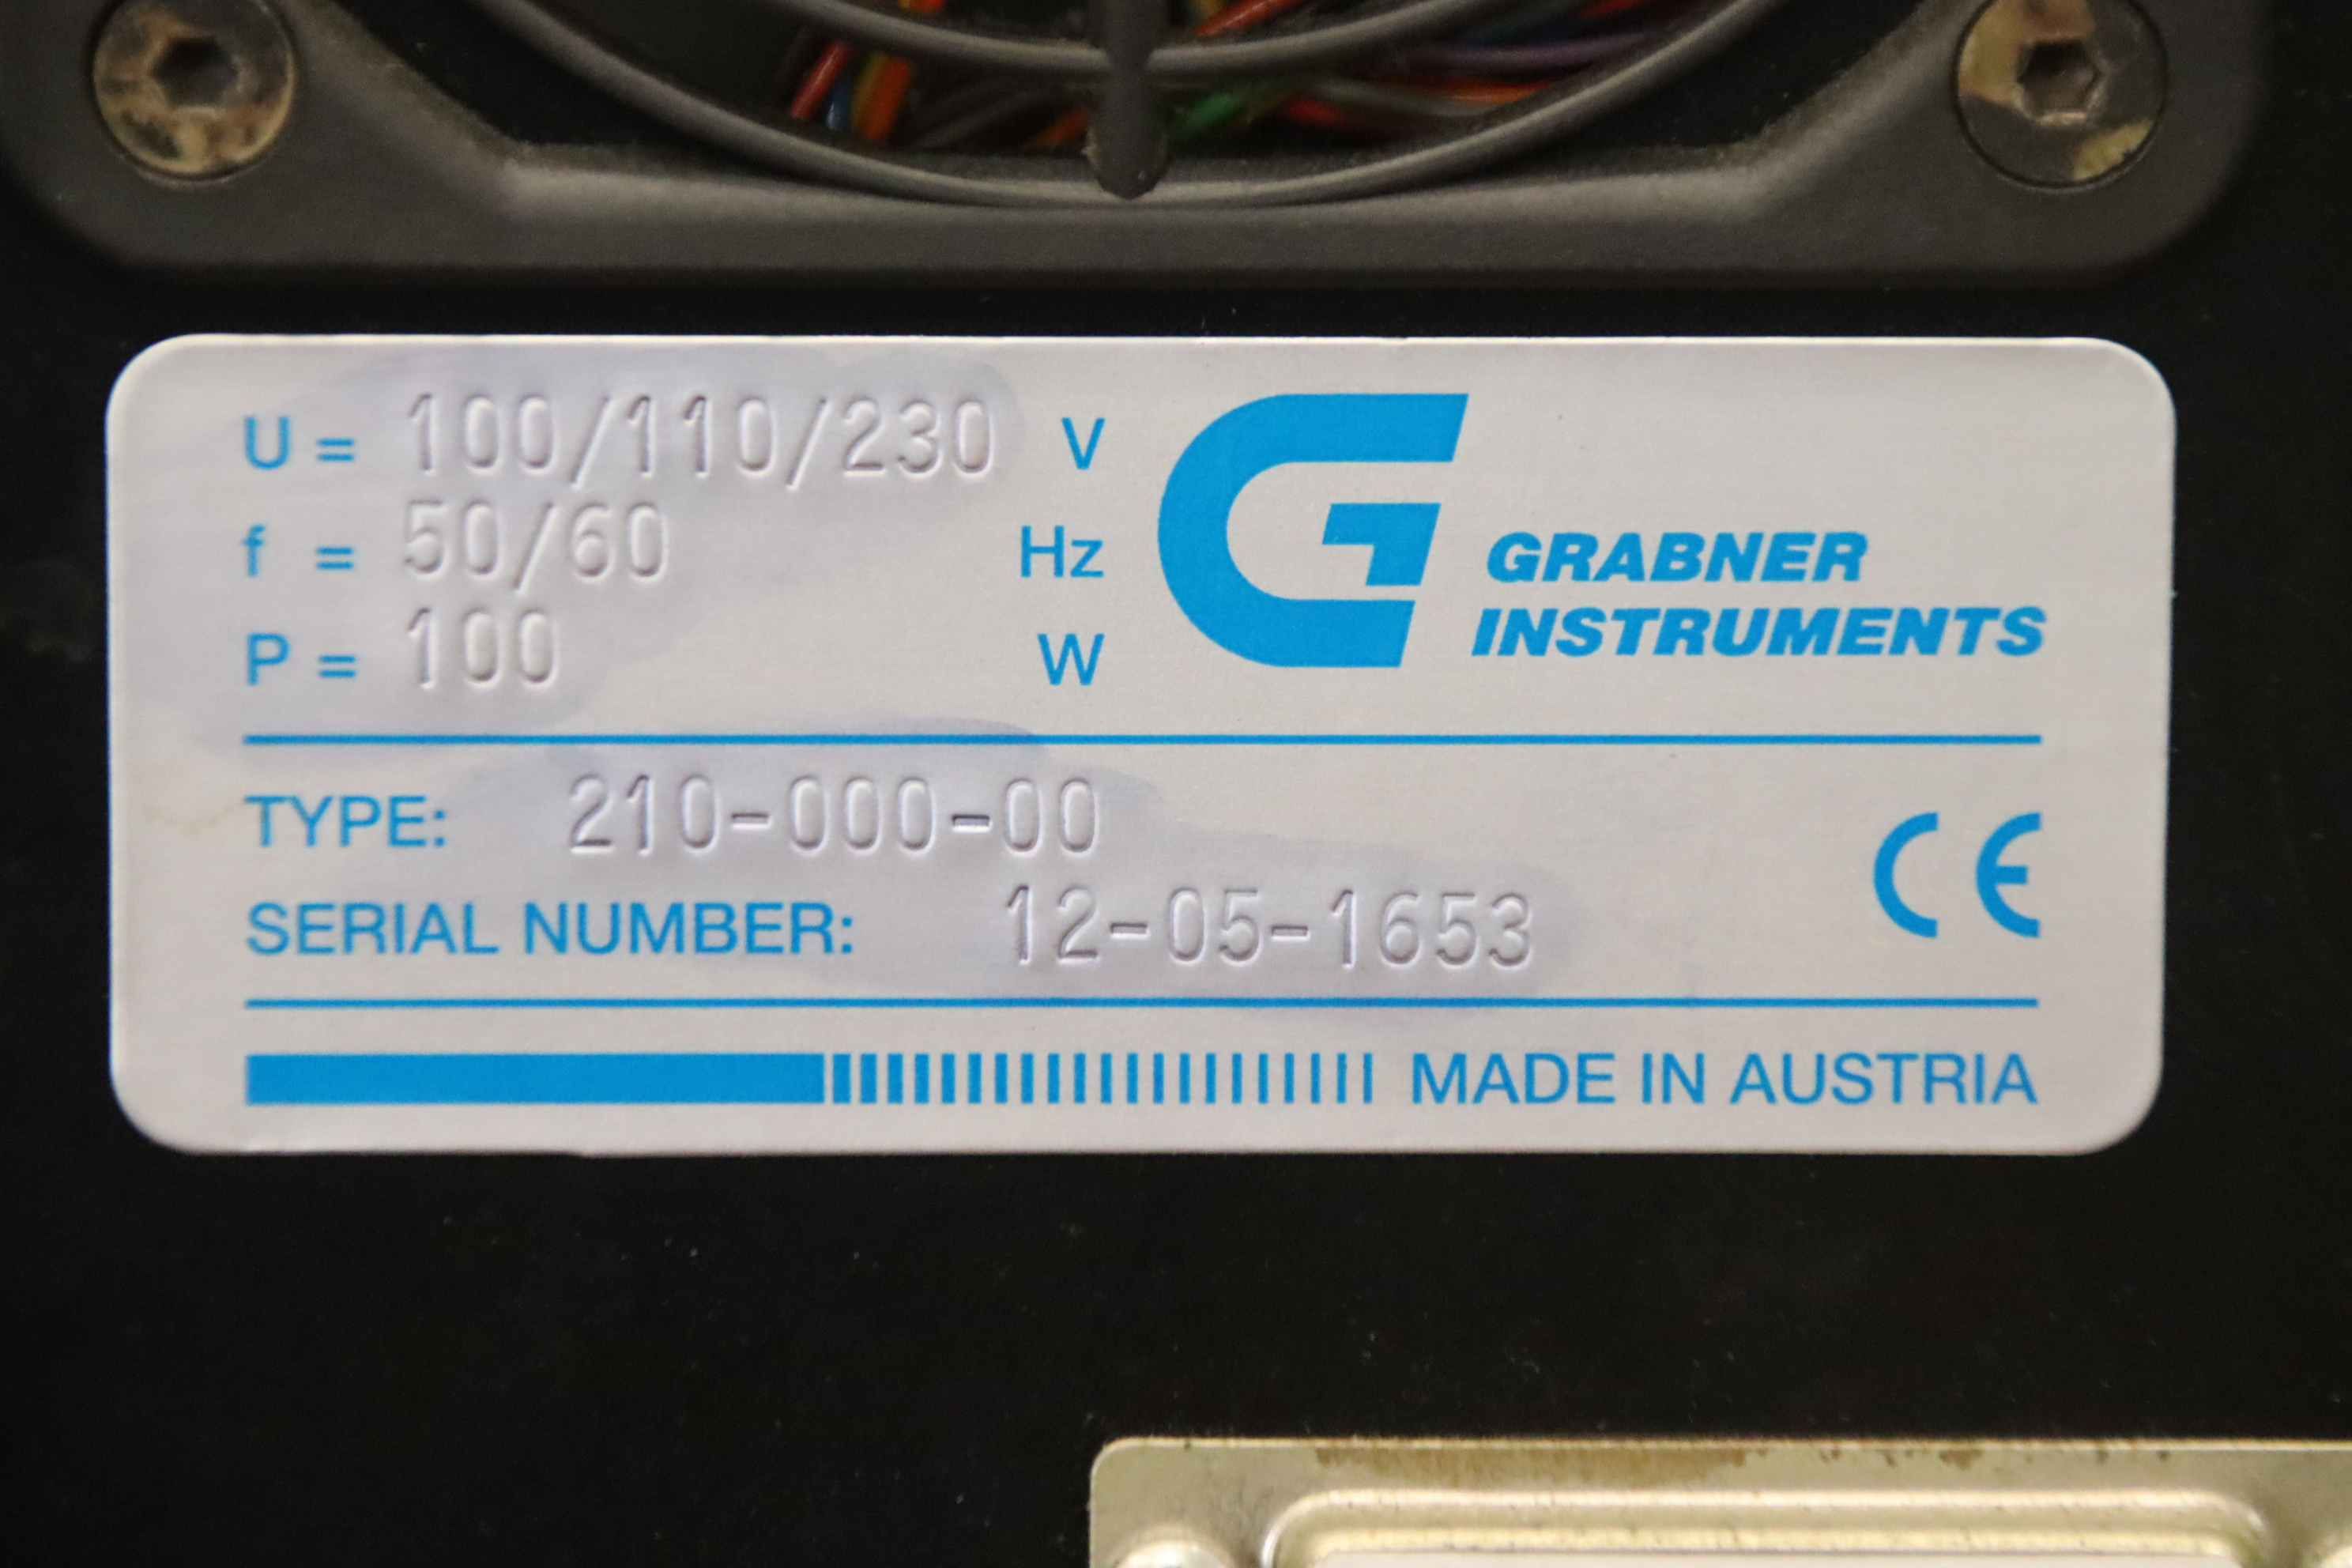 U = 100/110/230 V
f = 50/60 Hz
P = 100 W
GRABNER
INSTRUMENTS
TYPE: 210-000-00
SERIAL NUMBER: 12-05-1653
CE
MADE IN AUSTRIA